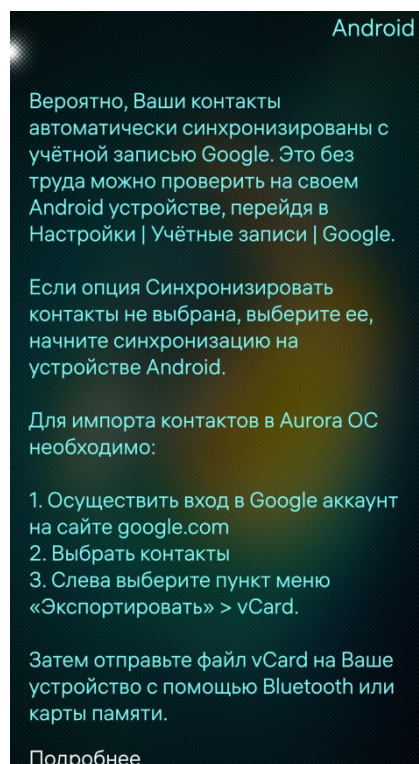 Android
Вероятно, Ваши контакты
автоматически синхронизированы с
учётной записью Google. Это без
труда можно проверить на своем
Android устройстве, перейдя в
Настройки | Учётные записи | Google.
Если опция Синхронизировать
контакты не выбрана, выберите ее,
начните синхронизацию на
устройстве Android.
Для импорта контактов в Aurora ОС
необходимо:
1. Осуществить вход в Google аккаунт
на сайте google.com
2. Выбрать контакты
3. Слева выберите пункт меню
«Экспортировать» > vCard.
Затем отправьте файл vCard на Ваше
устройство с помощью Bluetooth или
карты памяти.
Подробнее